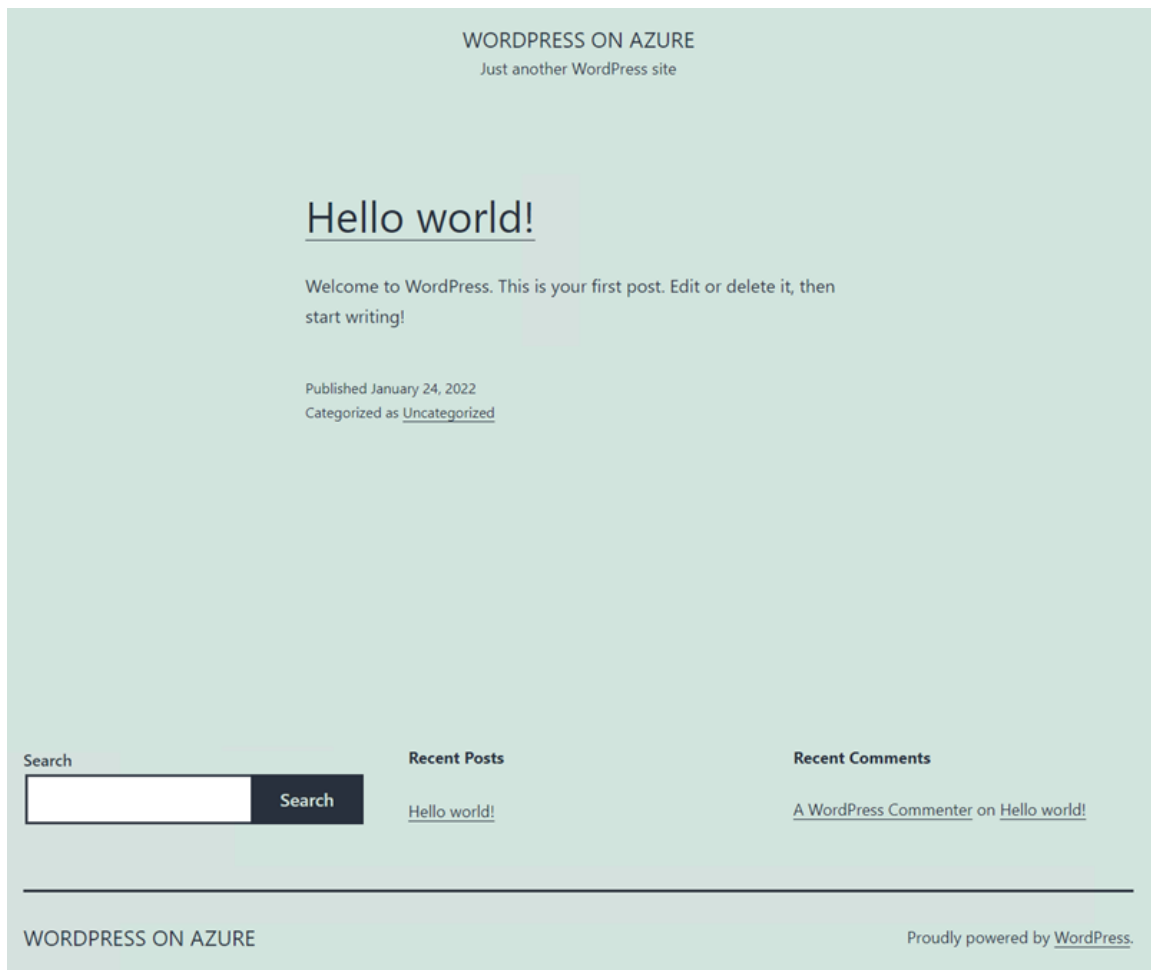 WORDPRESS ON AZURE
Just another WordPress site
Hello world!
Welcome to WordPress. This is your first post. Edit or delete it, then
start writing!
Published January 24, 2022
Categorized as Uncategorized
Search
Search
Recent Posts
Hello world!
Recent Comments
A WordPress Commenter on Hello world!
WORDPRESS ON AZURE
Proudly powered by WordPress.